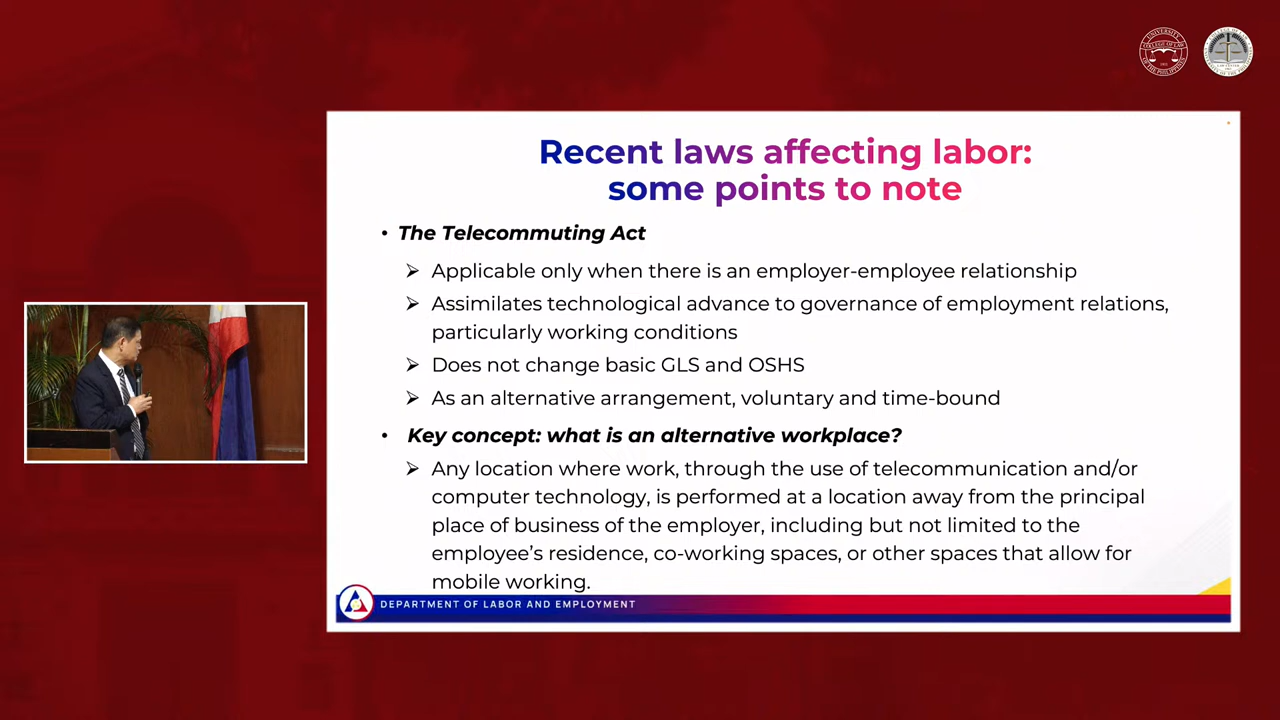 Recent laws affecting labor:
some points to note
• The Telecommuting Act
➢ Applicable only when there is an employer-employee relationship
➢ Assimilates technological advance to governance of employment relations,
particularly working conditions
➢ Does not change basic GLS and OSHS
➢ As an alternative arrangement, voluntary and time-bound
• Key concept: what is an alternative workplace?
➢ Any location where work, through the use of telecommunication and/or
computer technology, is performed at a location away from the principal
place of business of the employer, including but not limited to the
employee's residence, co-working spaces, or other spaces that allow for
mobile working.
DEPARTMENT OF LABOR AND EMPLOYMENT